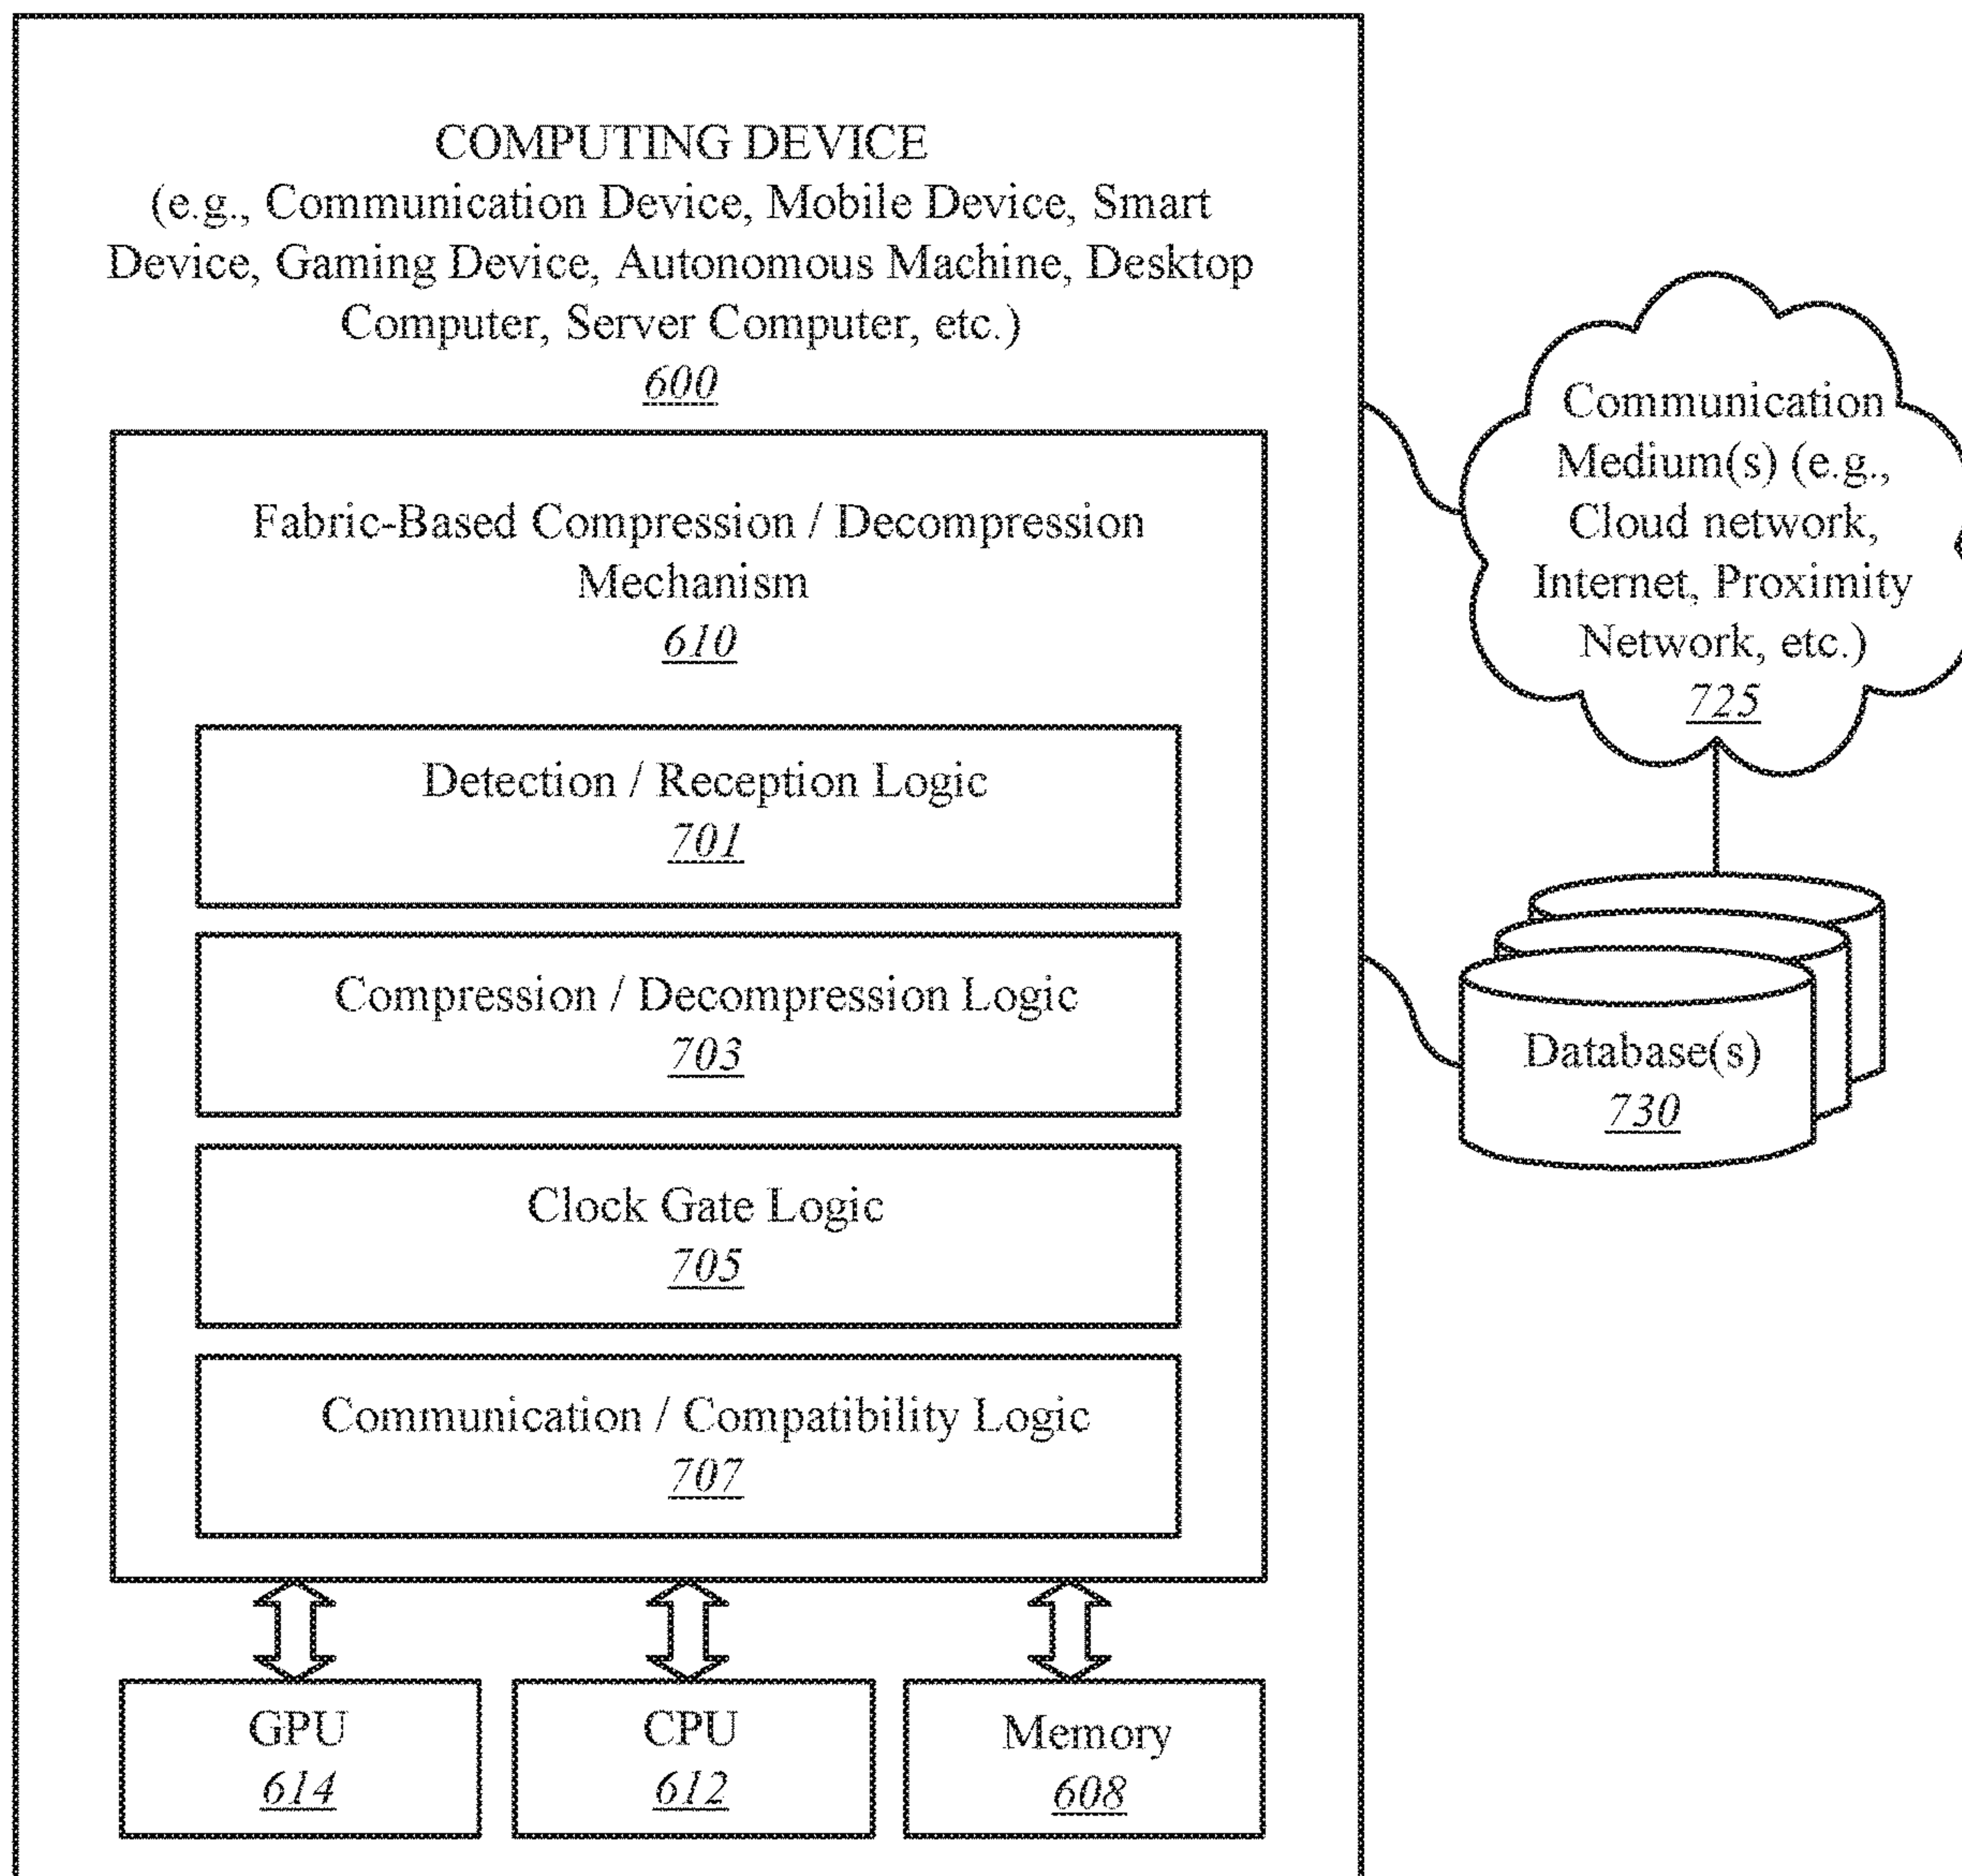 COMPUTING DEVICE
(e.g., Communication Device, Mobile Device, Smart
Device, Gaming Device, Autonomous Machine, Desktop
Computer, Server Computer, etc.)
600
Fabric-Based Compression / Decompression
Mechanism
610
Detection / Reception Logic
701
Compression / Decompression Logic
703
Clock Gate Logic
705
Communication / Compatibility Logic
707
GPU
614
CPU
612
Memory
608
Communication
Medium(s) (e.g.,
Cloud network,
Internet, Proximity
Network, etc.)
725
Database(s)
730